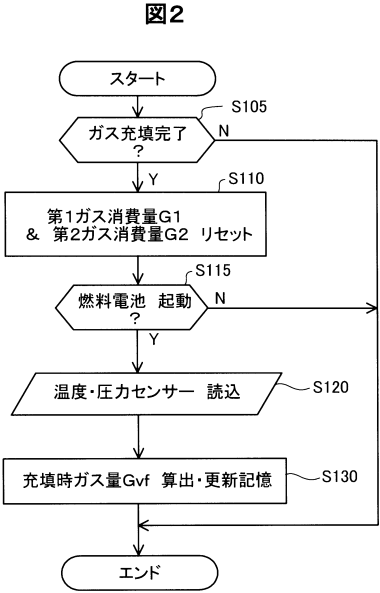 図2
スタート
S105
ガス充填完了
?
N
Y
S110
第1ガス消費量G1
& 第2ガス消費量G2 リセット
S115
燃料電池 起動
?
N
Y
温度・圧力センサー 読込
S120
充填時ガス量Gvf 算出・更新記憶
S130
エンド